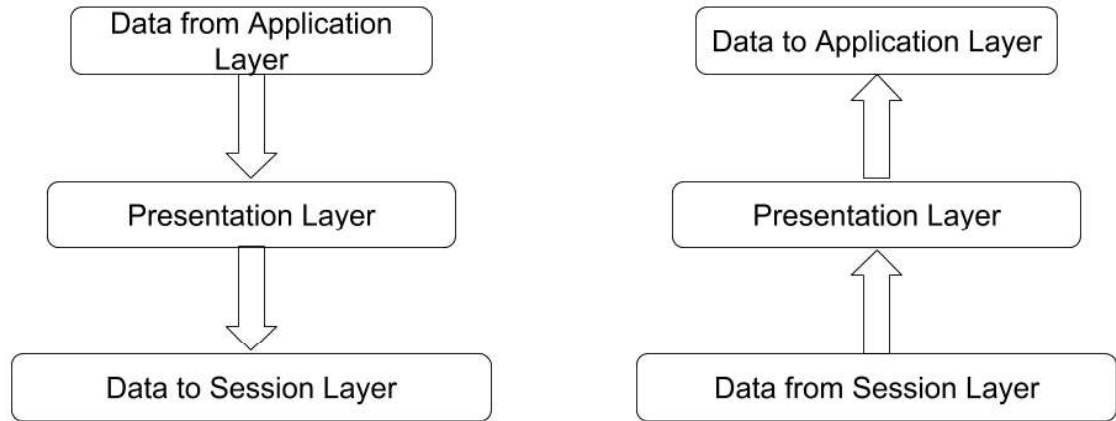 Data from Application
Layer
Presentation Layer
Data to Session Layer
Data to Application Layer
Presentation Layer
Data from Session Layer